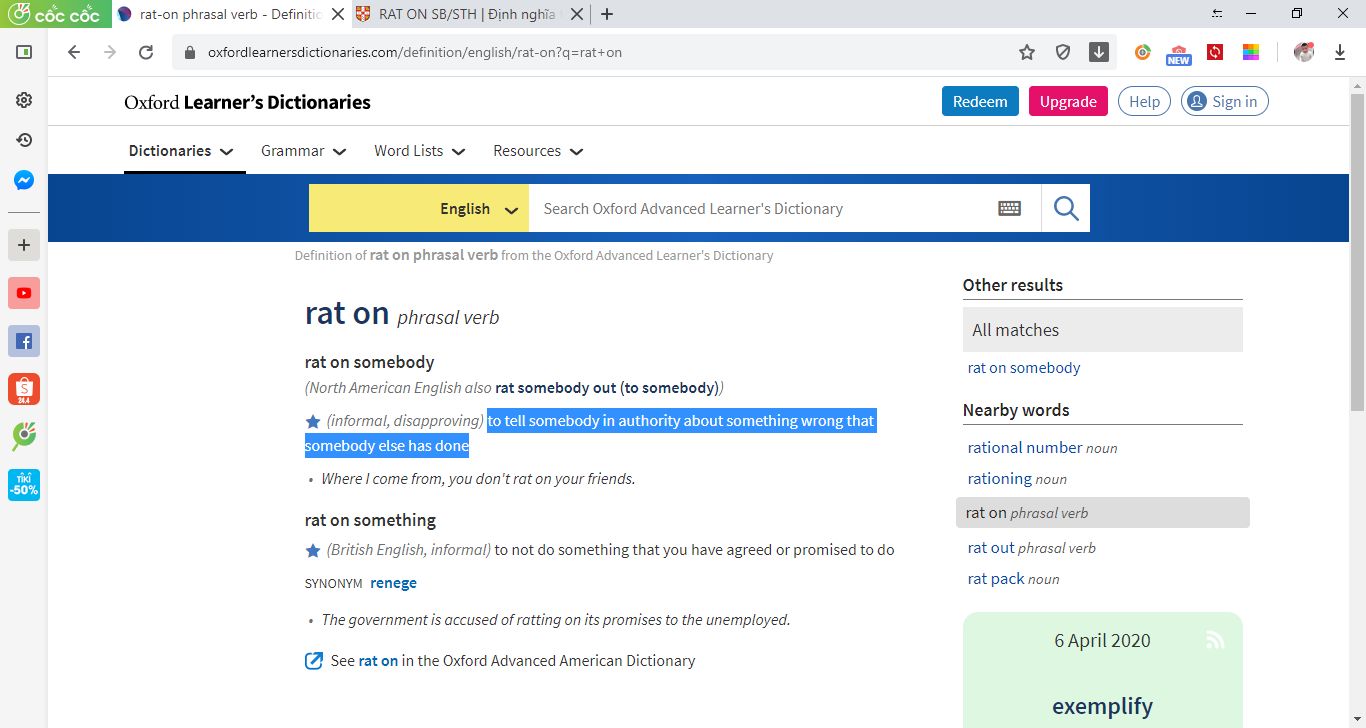 cốc cốc
rat-on phrasal verb - Definitic
RAT ON SB/STH | Định nghĩa
oxfordlearnersdictionaries.com/definition/english/rat-on?q=rat+on
NEW
Oxford Learner's Dictionaries
Redeem
Upgrade
Help
Sign in
Dictionaries
Grammar
Word Lists
Resources
English
Search Oxford Advanced Learner's Dictionary
Definition of rat on phrasal verb from the Oxford Advanced Learner's Dictionary
rat on phrasal verb
rat on somebody
(North American English also rat somebody out (to somebody))
(informal, disapproving) to tell somebody in authority about something wrong that
somebody else has done
• Where I come from, you don't rat on your friends.
rat on something
(British English, informal) to not do something that you have agreed or promised to do
SYNONYM renege
• The government is accused of ratting on its promises to the unemployed.
See rat on in the Oxford Advanced American Dictionary
Other results
All matches
rat on somebody
Nearby words
rational number noun
rationing noun
rat on phrasal verb
rat out phrasal verb
rat pack noun
6 April 2020
exemplify
24.4
TIKI
-50%